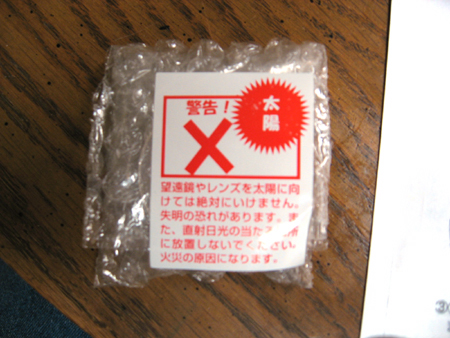 警告!
太陽
望遠鏡やレンズを太陽に向
けては絶対にいけません。
失明の恐れがあります。ま
た、直射日光の当たる場所
に放置しないでください。
火災の原因になります。